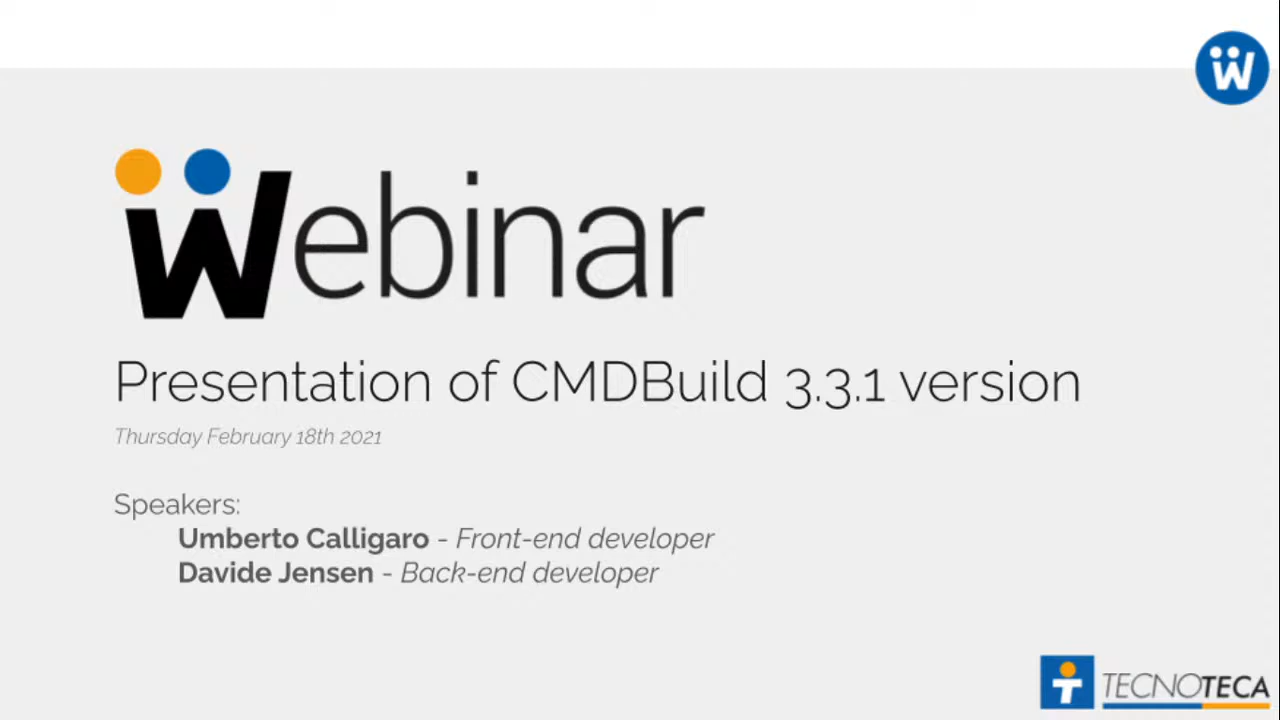 W
Webinar
Presentation of CMDBuild 3.3.1 version
Thursday February 18th 2021
Speakers:
Umberto Calligaro - Front-end developer
Davide Jensen - Back-end developer
TECNOTECA